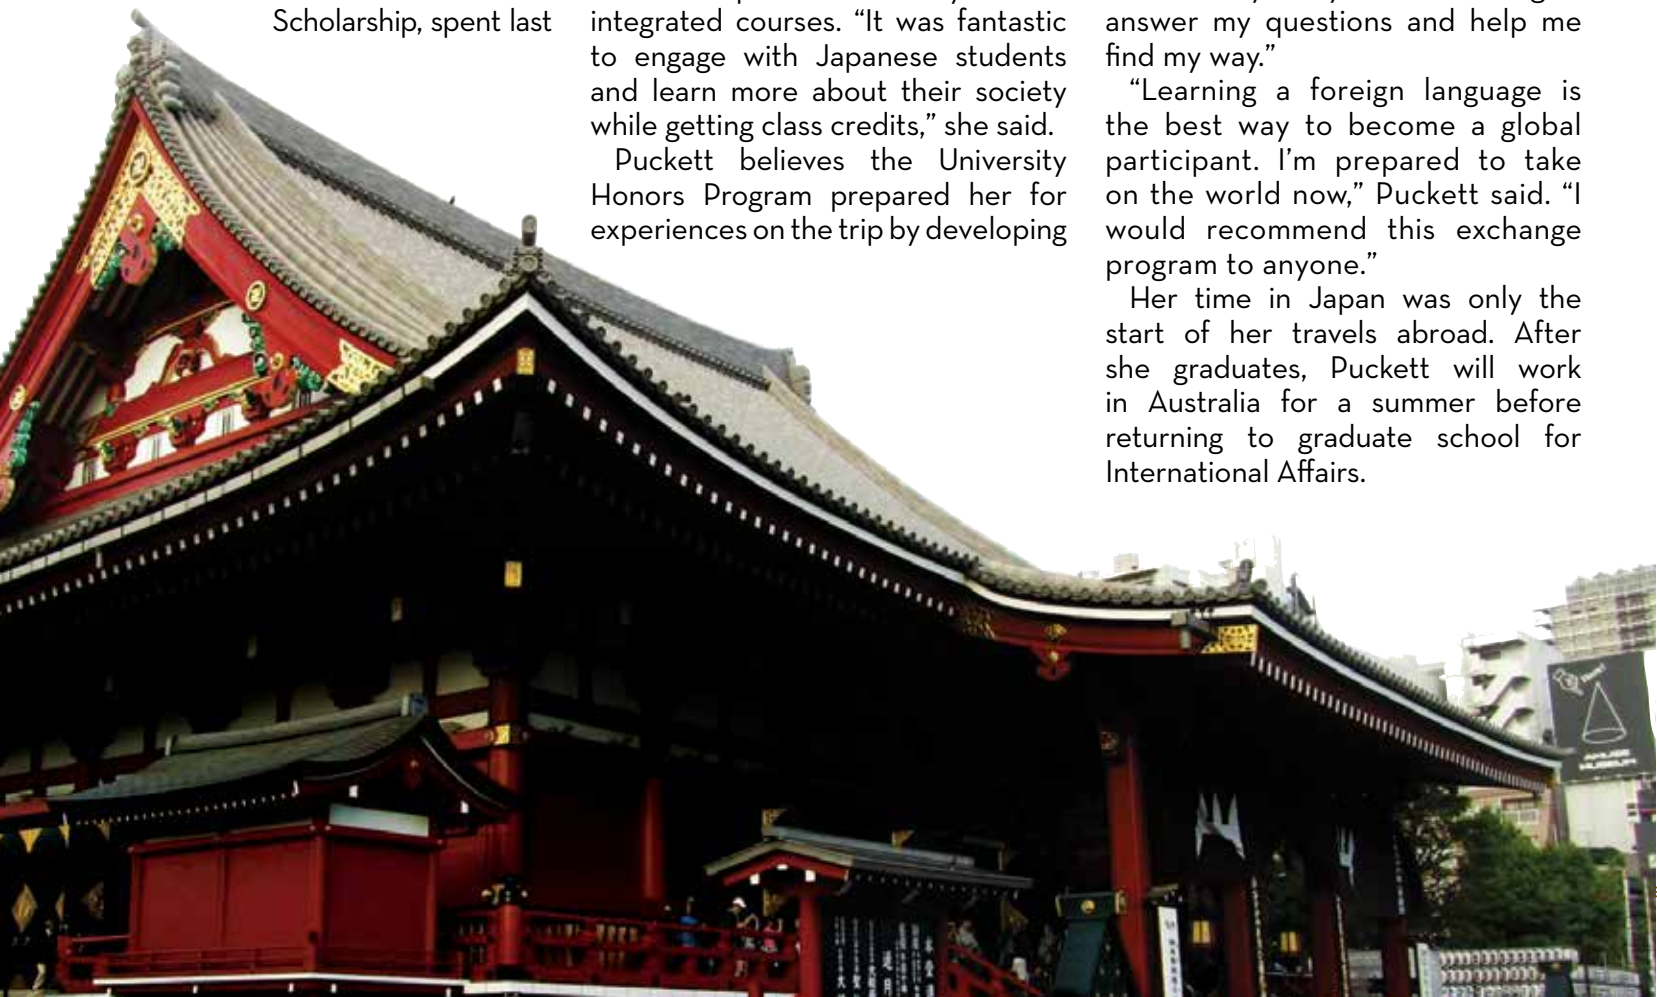 Scholarship, spent last
integrated courses. “It was fantastic
to engage with Japanese students
and learn more about their society
while getting class credits,” she said.
Puckett believes the University
Honors Program prepared her for
experiences on the trip by developing
answer my questions and help me
find my way.”
“Learning a foreign language is
the best way to become a global
participant. I’m prepared to take
on the world now,” Puckett said. “I
would recommend this exchange
program to anyone.”
Her time in Japan was only the
start of her travels abroad. After
she graduates, Puckett will work
in Australia for a summer before
returning to graduate school for
International Affairs.
AMUSE
MUSEUM